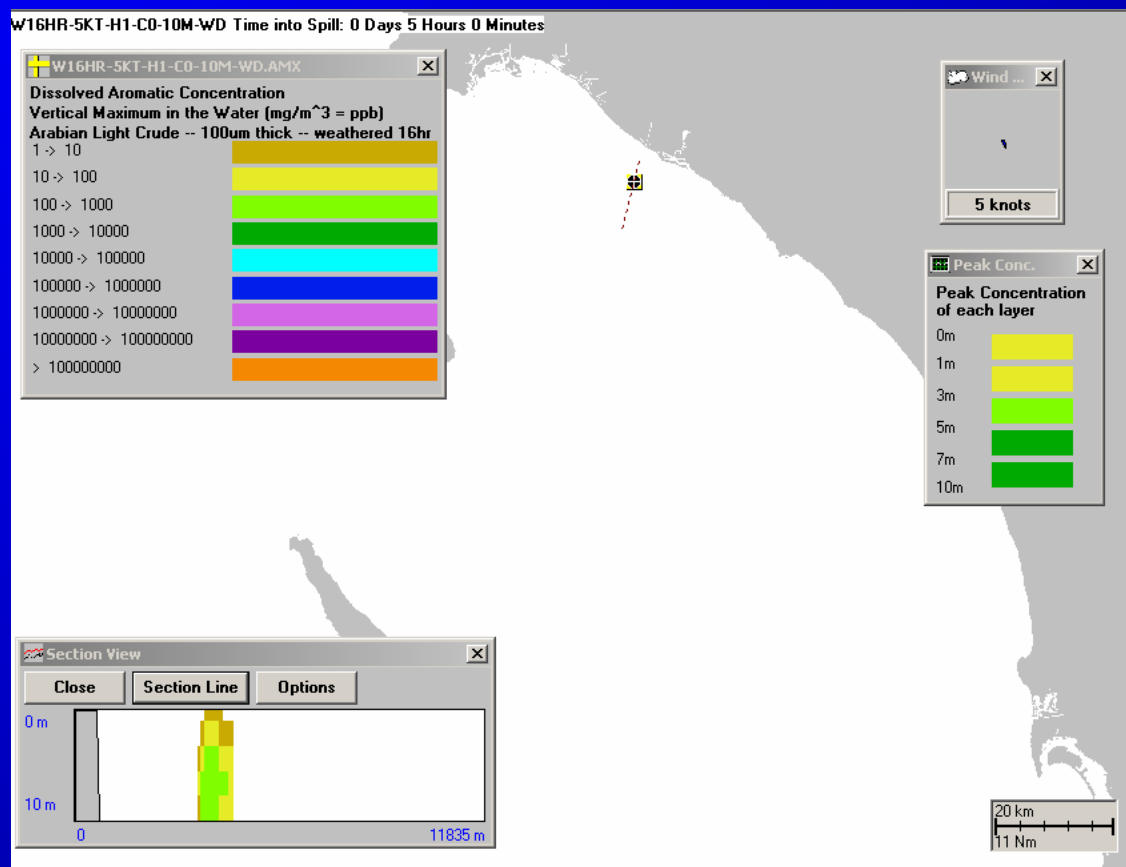 W16HR-5KT-H1-C0-10M-WD Time into Spill: 0 Days 5 Hours 0 Minutes
W16HR-5KT-H1-C0-10M-WD.AMX
Dissolved Aromatic Concentration
Vertical Maximum in the Water (mg/m^3 = ppb)
Arabian Light Crude -- 100um thick -- weathered 16hr
1 -> 10
10 -> 100
100 -> 1000
1000 -> 10000
10000 -> 100000
100000 -> 1000000
1000000 -> 10000000
10000000 -> 100000000
> 100000000
Wind ...
5 knots
Peak Conc.
Peak Concentration
of each layer
0m
1m
3m
5m
7m
10m
Section View
Close Section Line Options
0 m
10 m
0 11835 m
20 km
11 Nm